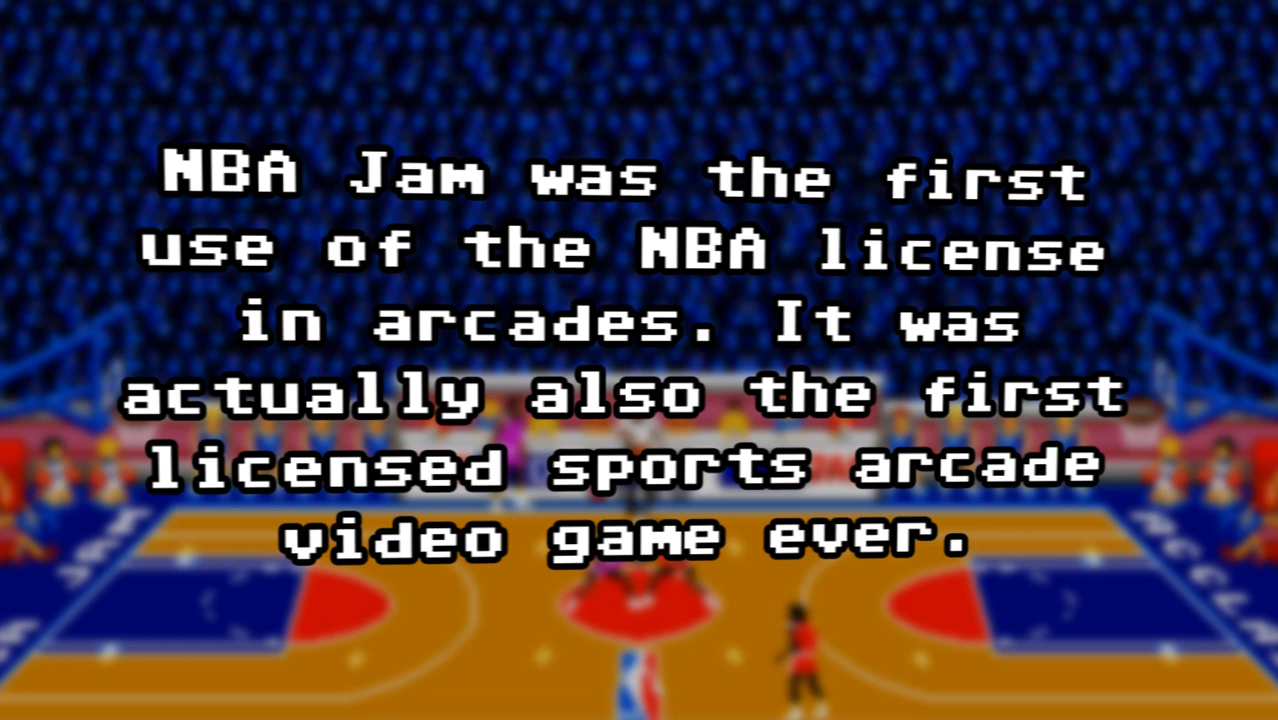 NBA Jam was the first
use of the NBA license
in arcades. It was
actually also the first
licensed sports arcade
video game ever.
JAM